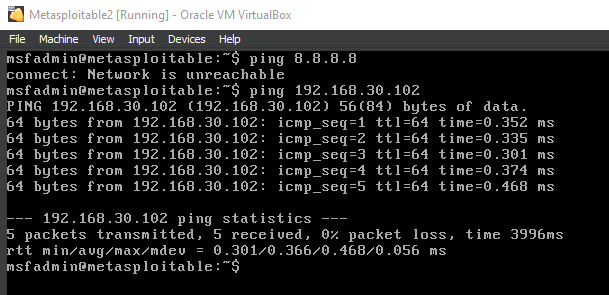 Metasploitable2 [Running] - Oracle VM VirtualBox
File Machine View Input Devices Help
msfadmin@metasploitable:~$ ping 8.8.8.8
connect: Network is unreachable
msfadmin@metasploitable:~$ ping 192.168.30.102
PING 192.168.30.102 (192.168.30.102) 56(84) bytes of data.
64 bytes from 192.168.30.102: icmp_seq=1 ttl=64 time=0.352 ms
64 bytes from 192.168.30.102: icmp_seq=2 ttl=64 time=0.335 ms
64 bytes from 192.168.30.102: icmp_seq=3 ttl=64 time=0.301 ms
64 bytes from 192.168.30.102: icmp_seq=4 ttl=64 time=0.374 ms
64 bytes from 192.168.30.102: icmp_seq=5 ttl=64 time=0.468 ms
--- 192.168.30.102 ping statistics ---
5 packets transmitted, 5 received, 0% packet loss, time 3996ms
rtt min/avg/max/mdev = 0.301/0.366/0.468/0.056 ms
msfadmin@metasploitable:~$